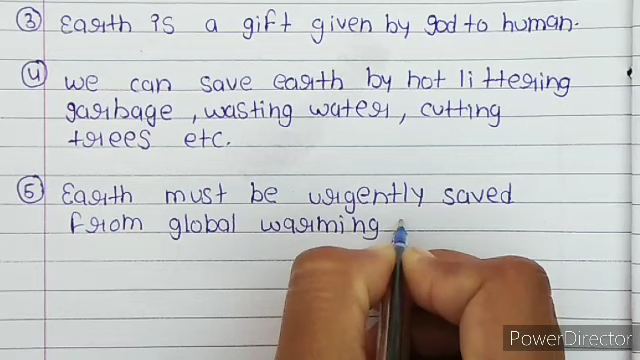 ③ Earth is a gift given by god to human.
④ we can save earth by not littering
garbage , wasting water , cutting
trees etc.
⑤ Earth must be urgently saved
from global warming
PowerDirector